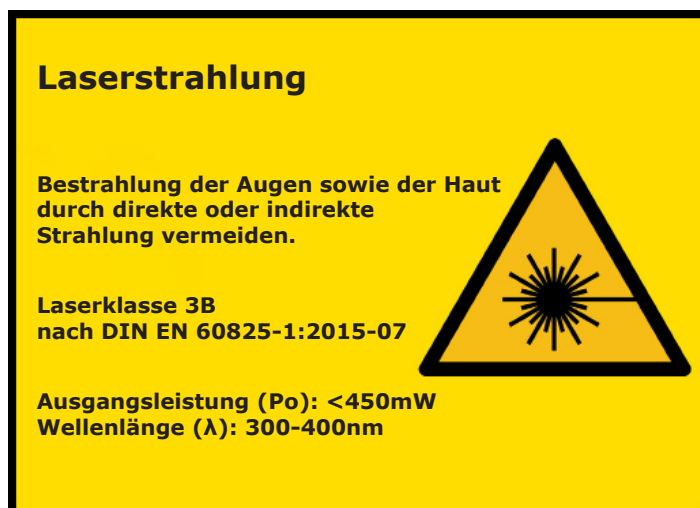 Laserstrahlung
Bestrahlung der Augen sowie der Haut
durch direkte oder indirekte
Strahlung vermeiden.
Laserklasse 3B
nach DIN EN 60825-1:2015-07
Ausgangsleistung (Po): <450mW
Wellenlänge (λ): 300-400nm